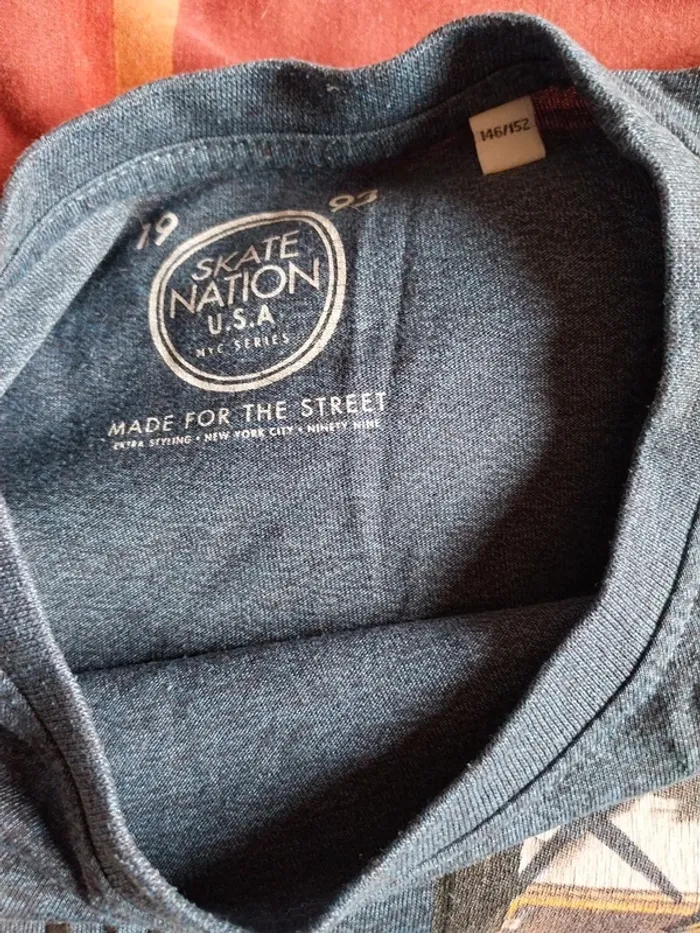 146/152
19 93
SKATE
NATION
U.S.A
NYC SERIES
MADE FOR THE STREET
EXTRA STYLING • NEW YORK CITY • NINETY NINE